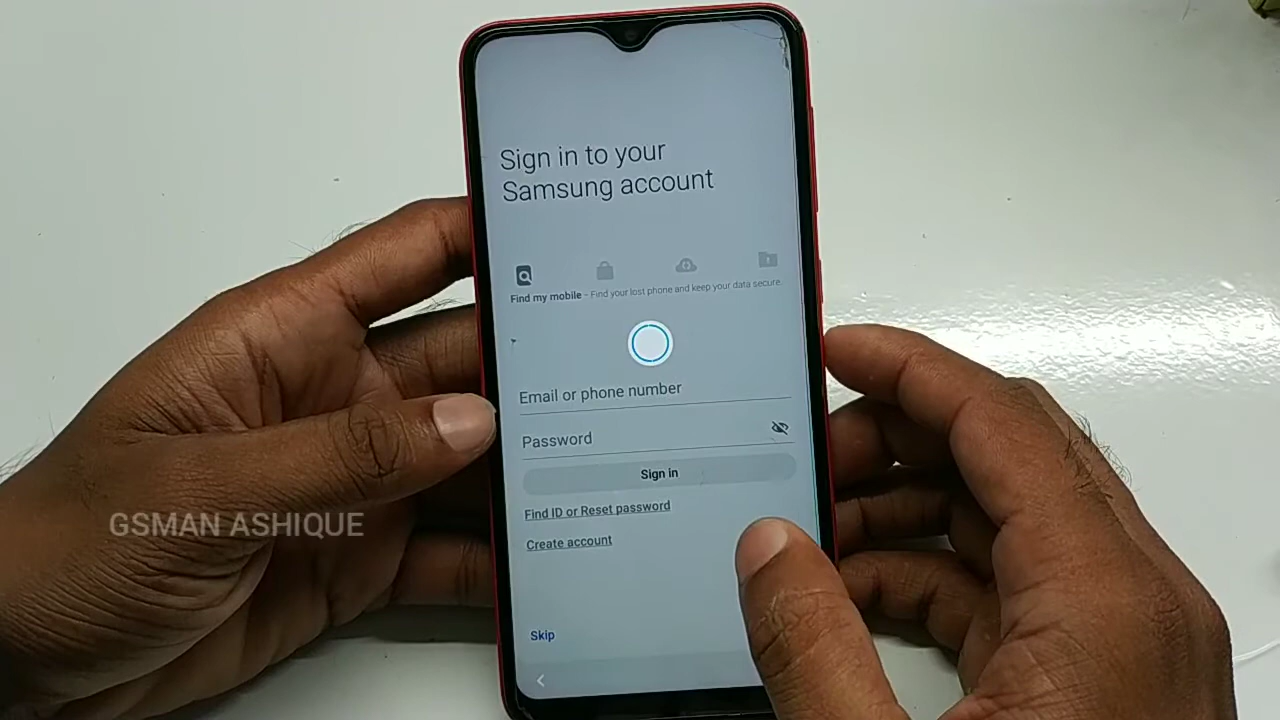 Sign in to your
Samsung account
Find my mobile - Find your lost phone and keep your data secure.
Email or phone number
Password
Sign in
Find ID or Reset password
Create account
Skip
GSMAN ASHIQUE